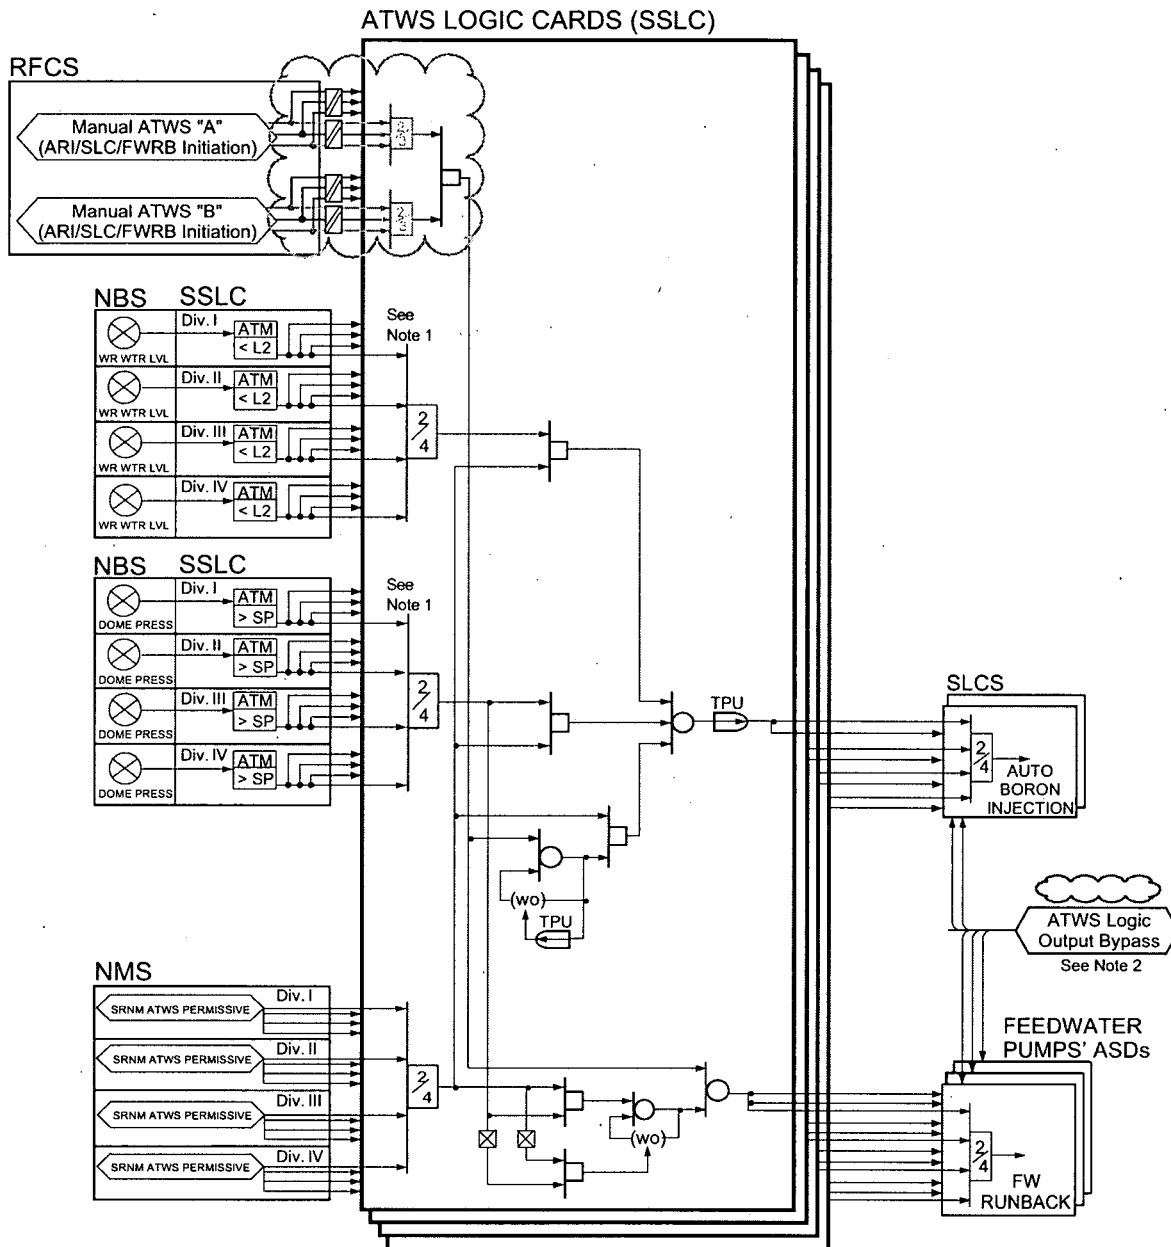 ATWS LOGIC CARDS (SSLC)
RFCS
Manual ATWS "A"
(ARI/SLC/FWRB Initiation)
Manual ATWS "B"
(ARI/SLC/FWRB Initiation)
NBS SSLC
Div. I
ATM
< L2
WR WTR LVL
Div. II
ATM
< L2
WR WTR LVL
Div. III
ATM
< L2
WR WTR LVL
Div. IV
ATM
< L2
WR WTR LVL
See
Note 1
2/4
NBS SSLC
Div. I
ATM
> SP
DOME PRESS
Div. II
ATM
> SP
DOME PRESS
Div. III
ATM
> SP
DOME PRESS
Div. IV
ATM
> SP
DOME PRESS
See
Note 1
2/4
TPU
(wo)
TPU
SLCS
2/4
AUTO
BORON
INJECTION
ATWS Logic
Output Bypass
See Note 2
NMS
Div. I
SRNM ATWS PERMISSIVE
Div. II
SRNM ATWS PERMISSIVE
Div. III
SRNM ATWS PERMISSIVE
Div. IV
SRNM ATWS PERMISSIVE
2/4
(wo)
FEEDWATER
PUMPS' ASDs
2/4
FW
RUNBACK